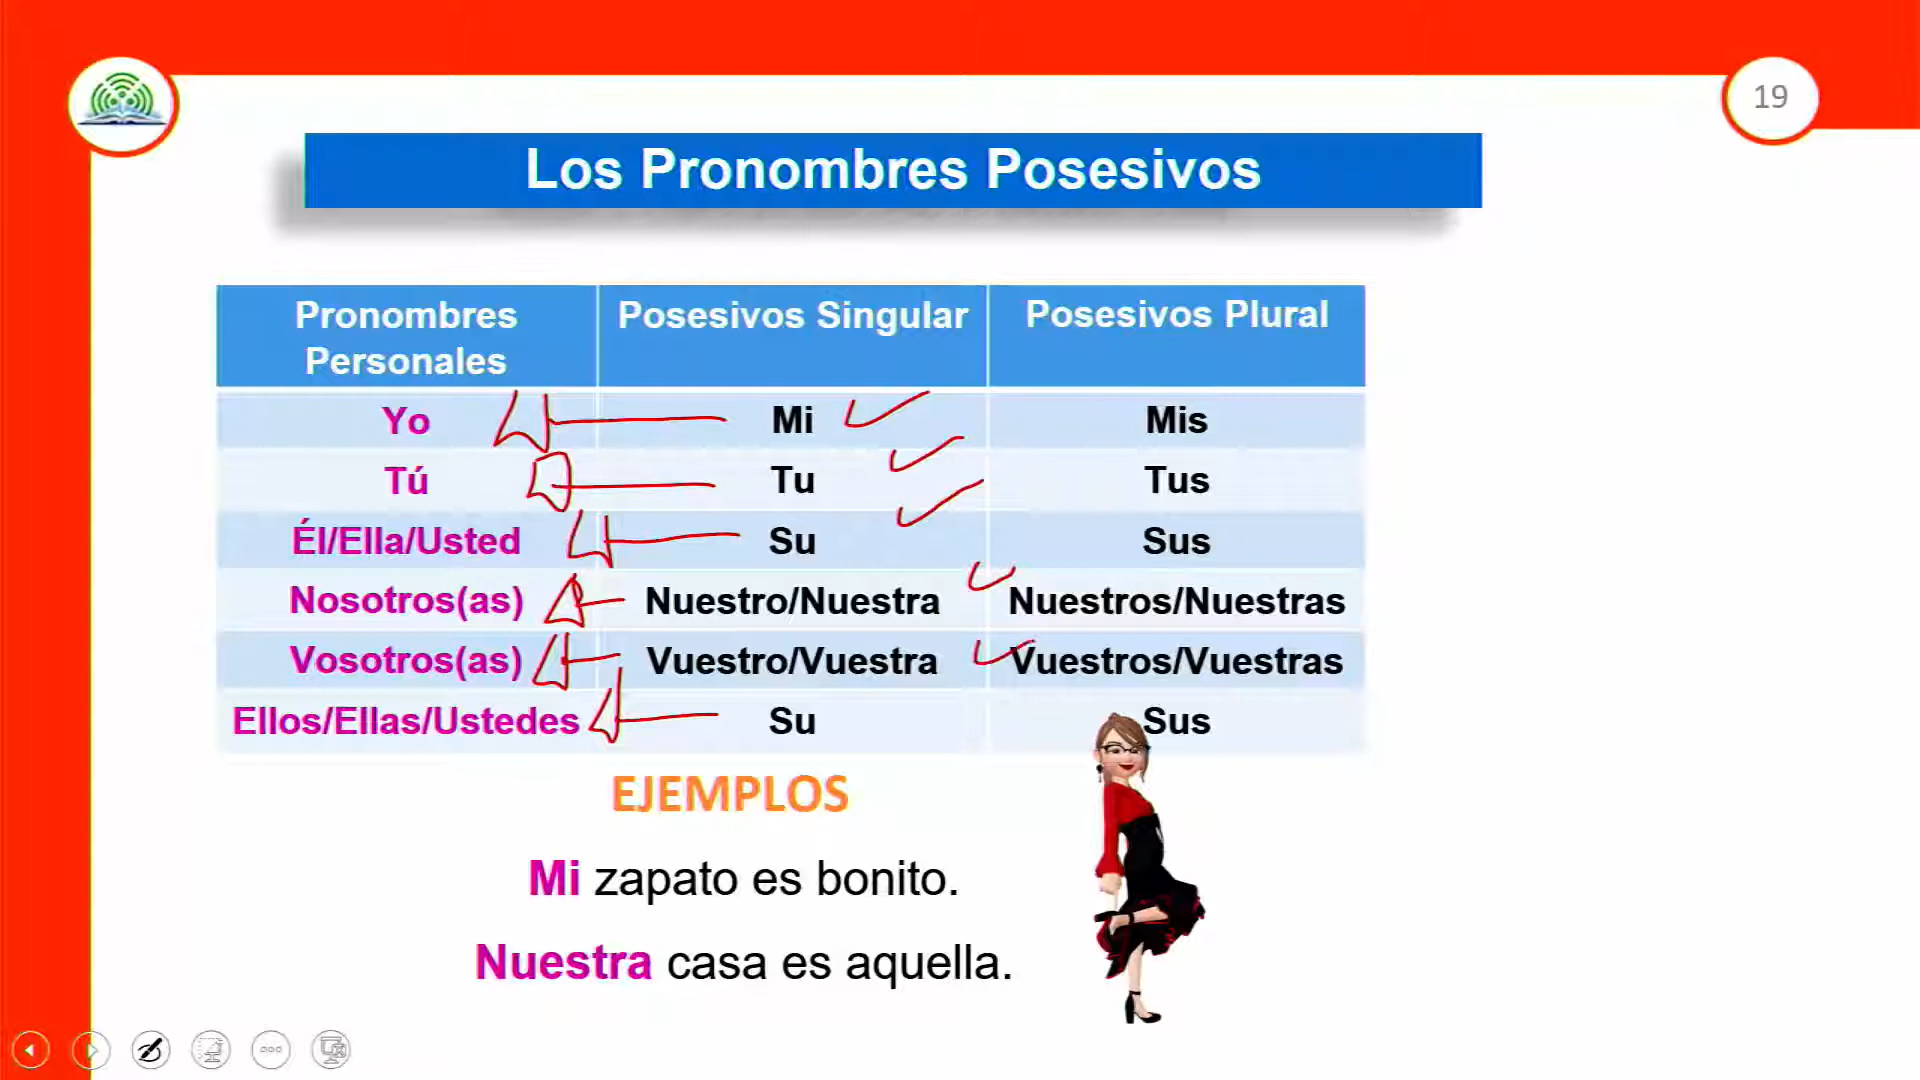 19
Los Pronombres Posesivos
Pronombres Personales Posesivos Singular Posesivos Plural
Yo Mi Mis
Tú Tu Tus
Él/Ella/Usted Su Sus
Nosotros(as) Nuestro/Nuestra Nuestros/Nuestras
Vosotros(as) Vuestro/Vuestra Vuestros/Vuestras
Ellos/Ellas/Ustedes Su Sus
EJEMPLOS
Mi zapato es bonito.
Nuestra casa es aquella.